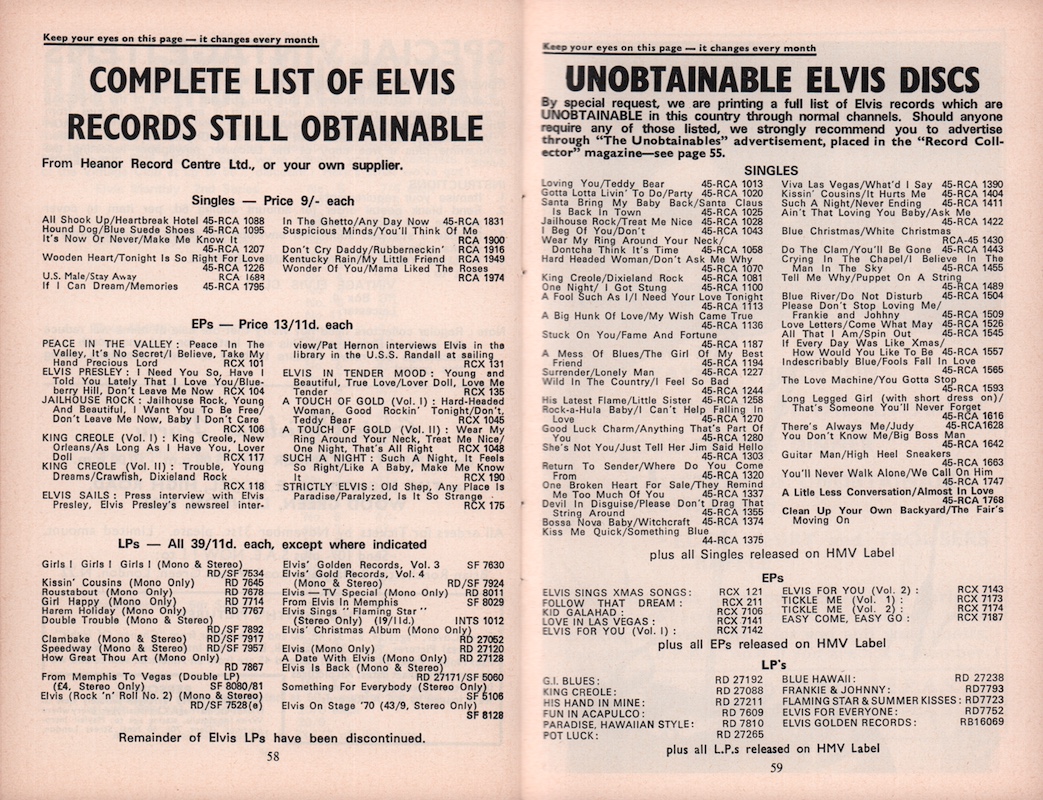 Keep your eyes on this page — it changes every month
COMPLETE LIST OF ELVIS
RECORDS STILL OBTAINABLE
From Heanor Record Centre Ltd., or your own supplier.
Singles — Price 9/- each
All Shook Up/Heartbreak Hotel 45-RCA 1088
Hound Dog/Blue Suede Shoes 45-RCA 1095
It's Now Or Never/Make Me Know It
45-RCA 1207
Wooden Heart/Tonight Is So Right For Love
45-RCA 1226
U.S. Male/Stay Away RCA 1688
If I Can Dream/Memories 45-RCA 1795
In The Ghetto/Any Day Now 45-RCA 1831
Suspicious Minds/You'll Think Of Me
RCA 1900
Don't Cry Daddy/Rubberneckin' RCA 1916
Kentucky Rain/My Little Friend RCA 1949
Wonder Of You/Mama Liked The Roses
RCA 1974
EPs — Price 13/11d. each
PEACE IN THE VALLEY : Peace In The
Valley, It's No Secret/I Believe, Take My
Hand Precious Lord RCX 101
ELVIS PRESLEY : I Need You So, Have I
Told You Lately That I Love You/Blue-
berry Hill, Don't Leave Me Now RCX 104
JAILHOUSE ROCK : Jailhouse Rock, Young
And Beautiful, I Want You To Be Free/
Don't Leave Me Now, Baby I Don't Care
RCX 106
KING CREOLE (Vol. I) : King Creole, New
Orleans/As Long As I Have You, Lover
Doll RCX 117
KING CREOLE (Vol. II) : Trouble, Young
Dreams/Crawfish, Dixieland Rock
RCX 118
ELVIS SAILS : Press interview with Elvis
Presley, Elvis Presley's newsreel inter-
view/Pat Hernon interviews Elvis in the
library in the U.S.S. Randall at sailing
RCX 131
ELVIS IN TENDER MOOD : Young and
Beautiful, True Love/Lover Doll, Love Me
Tender RCX 135
A TOUCH OF GOLD (Vol. I) : Hard-Headed
Woman, Good Rockin' Tonight/Don't,
Teddy Bear RCX 1045
A TOUCH OF GOLD (Vol. II) : Wear My
Ring Around Your Neck, Treat Me Nice/
One Night, That's All Right RCX 1048
SUCH A NIGHT : Such A Night, It Feels
So Right/Like A Baby, Make Me Know
It RCX 190
STRICTLY ELVIS : Old Shep, Any Place Is
Paradise/Paralyzed, Is It So Strange
RCX 175
LPs — All 39/11d. each, except where indicated
Girls ! Girls ! Girls ! (Mono & Stereo)
RD/SF 7534
Kissin' Cousins (Mono Only) RD 7645
Roustabout (Mono Only) RD 7678
Girl Happy (Mono Only) RD 7714
Harem Holiday (Mono Only) RD 7767
Double Trouble (Mono & Stereo)
RD/SF 7892
Clambake (Mono & Stereo) RD/SF 7917
Speedway (Mono & Stereo) RD/SF 7957
How Great Thou Art (Mono Only)
RD 7867
From Memphis To Vegas (Double LP)
(£4, Stereo Only) SF 8080/81
Elvis (Rock 'n' Roll No. 2) (Mono & Stereo)
RD/SF 7528(e)
Elvis' Golden Records, Vol. 3 SF 7630
Elvis' Gold Records, Vol. 4
(Mono & Stereo) RD/SF 7924
Elvis — TV Special (Mono Only) RD 8011
From Elvis In Memphis SF 8029
Elvis Sings "Flaming Star"
(Stereo Only) (19/11d.) INTS 1012
Elvis' Christmas Album (Mono Only)
RD 27052
Elvis (Mono Only) RD 27120
A Date With Elvis (Mono Only) RD 27128
Elvis Is Back (Mono & Stereo)
RD 27171/SF 5060
Something For Everybody (Stereo Only)
SF 5106
Elvis On Stage '70 (43/9, Stereo Only)
SF 8128
Remainder of Elvis LPs have been discontinued.
58
Keep your eyes on this page — it changes every month
UNOBTAINABLE ELVIS DISCS
By special request, we are printing a full list of Elvis records which are
UNOBTAINABLE in this country through normal channels. Should anyone
require any of those listed, we strongly recommend you to advertise
through "The Unobtainables" advertisement, placed in the "Record Coll-
ector" magazine—see page 55.
SINGLES
Loving You/Teddy Bear 45-RCA 1013
Gotta Lotta Livin' To Do/Party 45-RCA 1020
Santa Bring My Baby Back/Santa Claus
Is Back In Town 45-RCA 1025
Jailhouse Rock/Treat Me Nice 45-RCA 1028
I Beg Of You/Don't 45-RCA 1043
Wear My Ring Around Your Neck/
Dontcha Think It's Time 45-RCA 1058
Hard Headed Woman/Don't Ask Me Why
45-RCA 1070
King Creole/Dixieland Rock 45-RCA 1081
One Night/ I Got Stung 45-RCA 1100
A Fool Such As I/I Need Your Love Tonight
45-RCA 1113
A Big Hunk Of Love/My Wish Came True
45-RCA 1136
Stuck On You/Fame And Fortune
45-RCA 1187
A Mess Of Blues/The Girl Of My Best
Friend 45-RCA 1194
Surrender/Lonely Man 45-RCA 1227
Wild In The Country/I Feel So Bad
45-RCA 1244
His Latest Flame/Little Sister 45-RCA 1258
Rock-a-Hula Baby/I Can't Help Falling In
Love 45-RCA 1270
Good Luck Charm/Anything That's Part Of
You 45-RCA 1280
She's Not You/Just Tell Her Jim Said Hello
45-RCA 1303
Return To Sender/Where Do You Come
From 45-RCA 1320
One Broken Heart For Sale/They Remind
Me Too Much Of You 45-RCA 1337
Devil In Disguise/Please Don't Drag That
String Around 45-RCA 1355
Bossa Nova Baby/Witchcraft 45-RCA 1374
Kiss Me Quick/Something Blue
44-RCA 1375
Viva Las Vegas/What'd I Say 45-RCA 1390
Kissin' Cousins/It Hurts Me 45-RCA 1404
Such A Night/Never Ending 45-RCA 1411
Ain't That Loving You Baby/Ask Me
45-RCA 1422
Blue Christmas/White Christmas
RCA-45 1430
Do The Clam/You'll Be Gone 45-RCA 1443
Crying In The Chapel/I Believe In The
Man In The Sky 45-RCA 1455
Tell Me Why/Puppet On A String
45-RCA 1489
Blue River/Do Not Disturb 45-RCA 1504
Please Don't Stop Loving Me/
Frankie and Johhny 45-RCA 1509
Love Letters/Come What May 45-RCA 1526
All That I Am/Spin Out 45-RCA 1545
If Every Day Was Like Xmas/
How Would You Like To Be 45-RCA 1557
Indescribably Blue/Fools Fall In Love
45-RCA 1565
The Love Machine/You Gotta Stop
45-RCA 1593
Long Legged Girl (with short dress on)/
That's Someone You'll Never Forget
45-RCA 1616
There's Always Me/Judy 45-RCA1628
You Don't Know Me/Big Boss Man
45-RCA 1642
Guitar Man/High Heel Sneakers
45-RCA 1663
You'll Never Walk Alone/We Call On Him
45-RCA 1747
A Litle Less Conversation/Almost In Love
45-RCA 1768
Clean Up Your Own Backyard/The Fair's
Moving On
plus all Singles released on HMV Label
EPs
ELVIS SINGS XMAS SONGS : RCX 121
FOLLOW THAT DREAM : RCX 211
KID GALAHAD : RCX 7106
LOVE IN LAS VEGAS : RCX 7141
ELVIS FOR YOU (Vol. I) : RCX 7142
ELVIS FOR YOU (Vol. 2) : RCX 7143
TICKLE ME (Vol. 1) : RCX 7173
TICKLE ME (Vol. 2) : RCX 7174
EASY COME, EASY GO : RCX 7187
plus all EPs released on HMV Label
LP's
G.I. BLUES : RD 27192
KING CREOLE : RD 27088
HIS HAND IN MINE : RD 27211
FUN IN ACAPULCO : RD 7609
PARADISE, HAWAIIAN STYLE : RD 7810
POT LUCK : RD 27265
BLUE HAWAII : RD 27238
FRANKIE & JOHNNY : RD7793
FLAMING STAR & SUMMER KISSES : RD7723
ELVIS FOR EVERYONE : RD7752
ELVIS GOLDEN RECORDS : RB16069
plus all L.P.s released on HMV Label
59